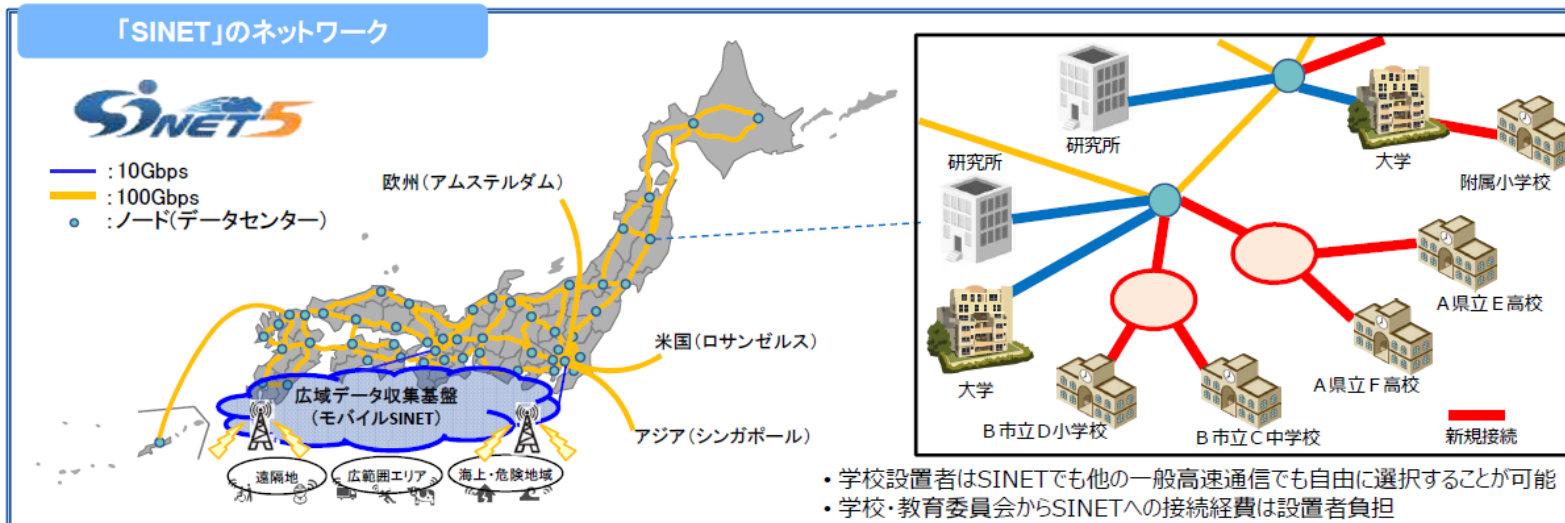 「SINET」のネットワーク
SINET5
:10Gbps
:100Gbps
:ノード(データセンター)
欧州(アムステルダム)
米国(ロサンゼルス)
アジア(シンガポール)
広域データ収集基盤
(モバイルSINET)
遠隔地
広範囲エリア
海上・危険地域
研究所
大学
附属小学校
研究所
大学
A県立E高校
A県立F高校
B市立D小学校
B市立C中学校
新規接続
・学校設置者はSINETでも他の一般高速通信でも自由に選択することが可能
・学校・教育委員会からSINETへの接続経費は設置者負担